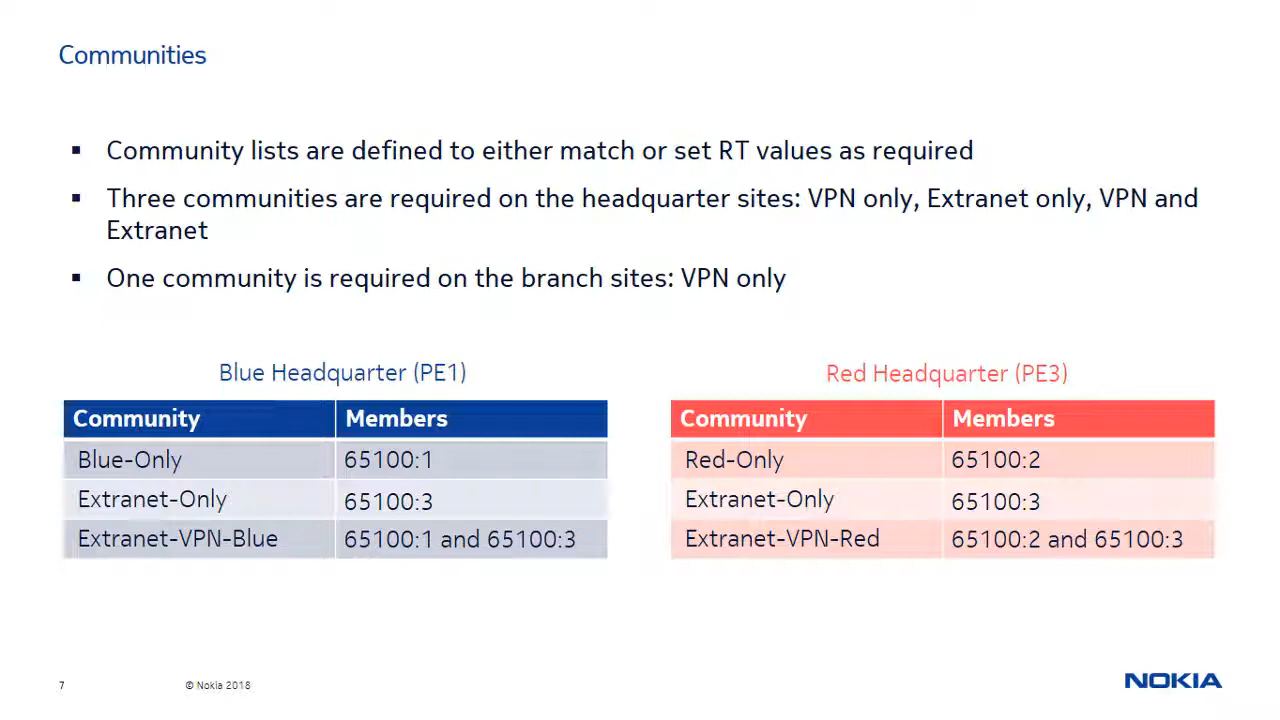 Communities
▪ Community lists are defined to either match or set RT values as required
▪ Three communities are required on the headquarter sites: VPN only, Extranet only, VPN and
Extranet
▪ One community is required on the branch sites: VPN only
Blue Headquarter (PE1)
Community Members
Blue-Only 65100:1
Extranet-Only 65100:3
Extranet-VPN-Blue 65100:1 and 65100:3
Red Headquarter (PE3)
Community Members
Red-Only 65100:2
Extranet-Only 65100:3
Extranet-VPN-Red 65100:2 and 65100:3
7 © Nokia 2018
NOKIA